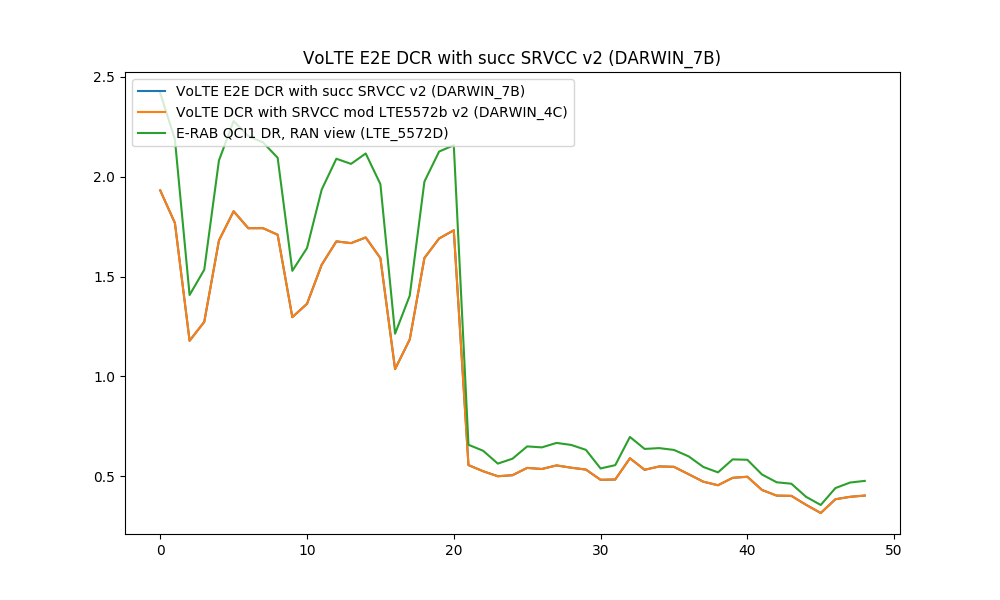 VoLTE E2E DCR with succ SRVCC v2 (DARWIN_7B)
2.5
VoLTE E2E DCR with succ SRVCC v2 (DARWIN_7B)
VoLTE DCR with SRVCC mod LTE5572b v2 (DARWIN_4C)
E-RAB QCI1 DR, RAN view (LTE_5572D)
2.0
1.5
1.0
0.5
0 10 20 30 40 50